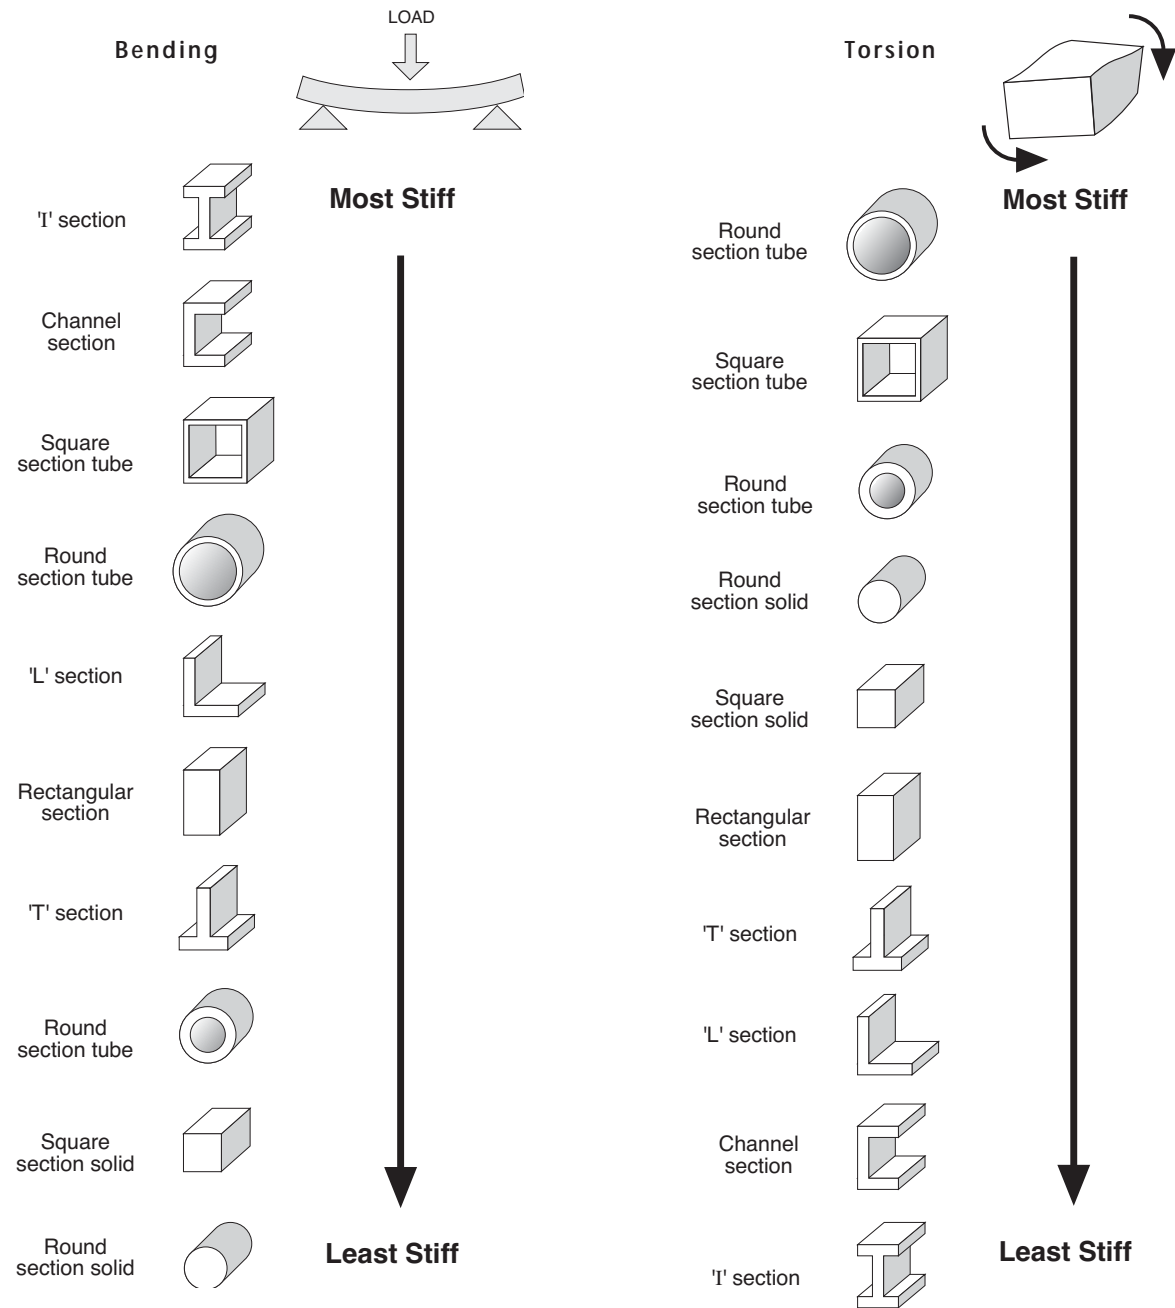 Bending
LOAD
Most Stiff
'I' section
Channel
section
Square
section tube
Round
section tube
'L' section
Rectangular
section
'T' section
Round
section tube
Square
section solid
Round
section solid
Least Stiff
Torsion
Most Stiff
Round
section tube
Square
section tube
Round
section tube
Round
section solid
Square
section solid
Rectangular
section
'T' section
'L' section
Channel
section
'I' section
Least Stiff